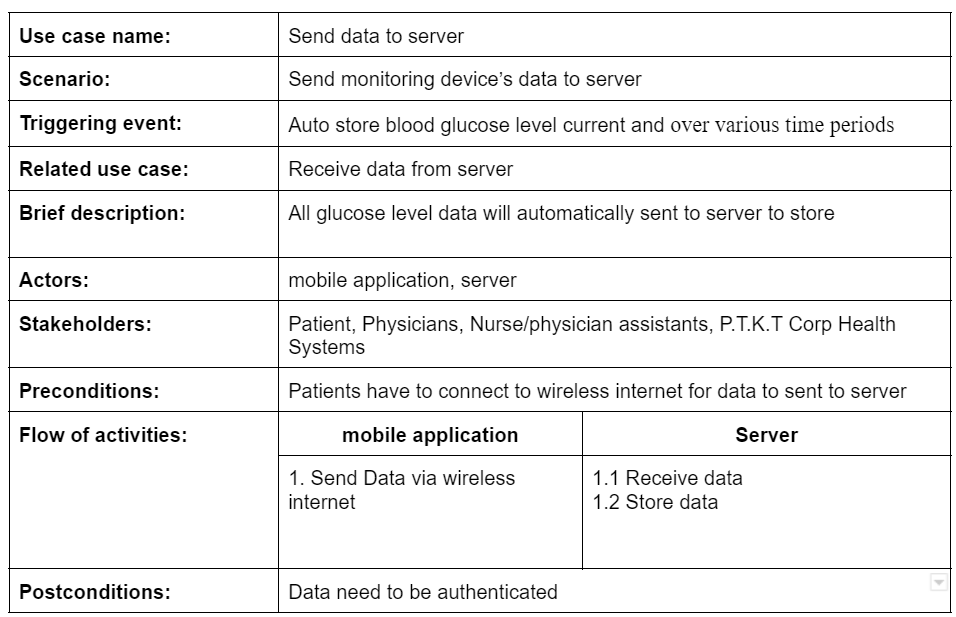 Use case name: Send data to server
Scenario: Send monitoring device’s data to server
Triggering event: Auto store blood glucose level current and over various time periods
Related use case: Receive data from server
Brief description: All glucose level data will automatically sent to server to store
Actors: mobile application, server
Stakeholders: Patient, Physicians, Nurse/physician assistants, P.T.K.T Corp Health
Systems
Preconditions: Patients have to connect to wireless internet for data to sent to server
Flow of activities: mobile application Server
1. Send Data via wireless 1.1 Receive data
internet 1.2 Store data
Postconditions: Data need to be authenticated